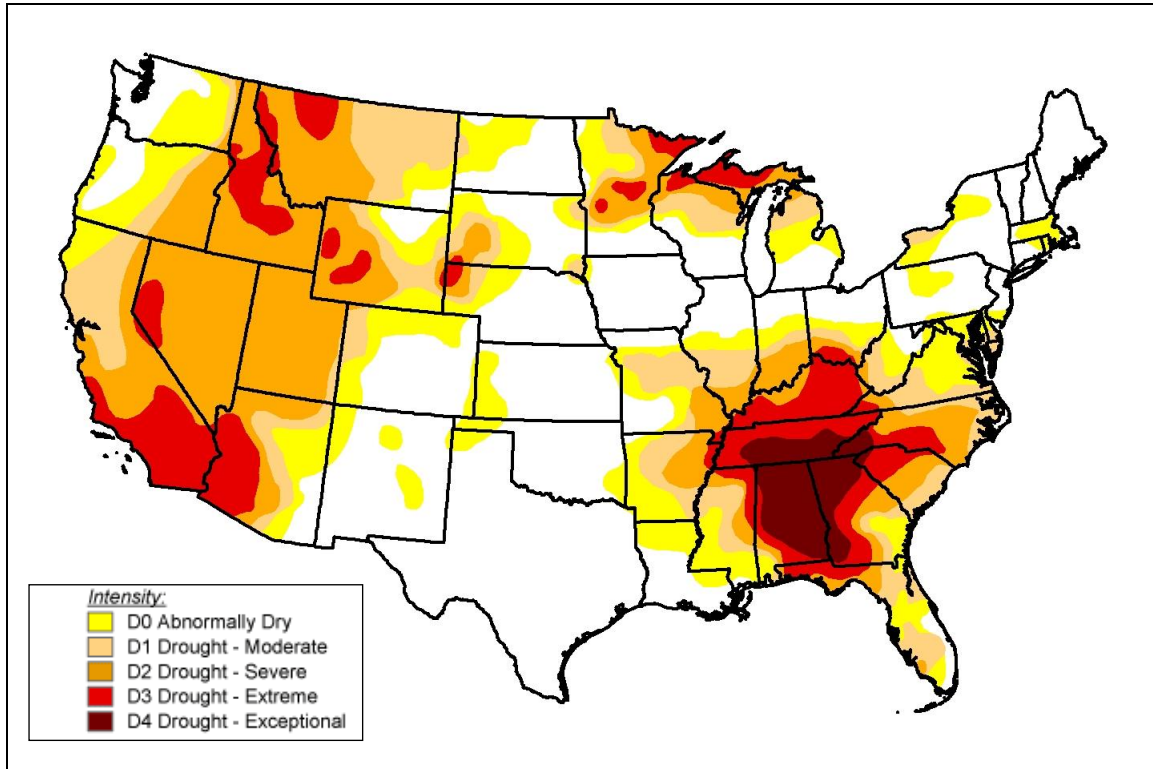 Intensity:
D0 Abnormally Dry
D1 Drought - Moderate
D2 Drought - Severe
D3 Drought - Extreme
D4 Drought - Exceptional